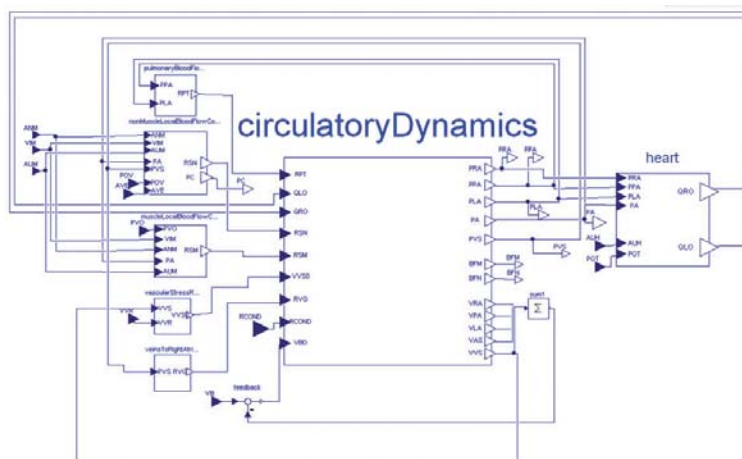 pulmonaryBloodFlo...
PPA
PLA
RPT
nonMuscleLocalBloodFlowCo...
ANM
VIM
AUM
ANM
VIM
AUM
PA
PVS
POV
AVE
POV
AVE
RSN
PC
PC
circulatoryDynamics
heart
muscleLocalBloodFlowC...
PVO
PVO
VIM
ANM
PA
AUM
RSM
vascularStressR...
VVR
VVS
VVR
VVS
veinsToRightAtri...
PVS RVG
RPT
QLO
QRO
RSN
RSM
VVSB
RVG
RCOND
RCOND
VBD
VB
feedback
PRA
PPA
PLA
PA
PVS
BFM
BFN
VRA
VPA
VLA
VAS
VVS
PRA
PPA
PLA
PA
PVS
BFM
BFN
sum1
Σ
PRA
PPA
PLA
PA
AUH
POT
AUH
POT
QRO
QLO